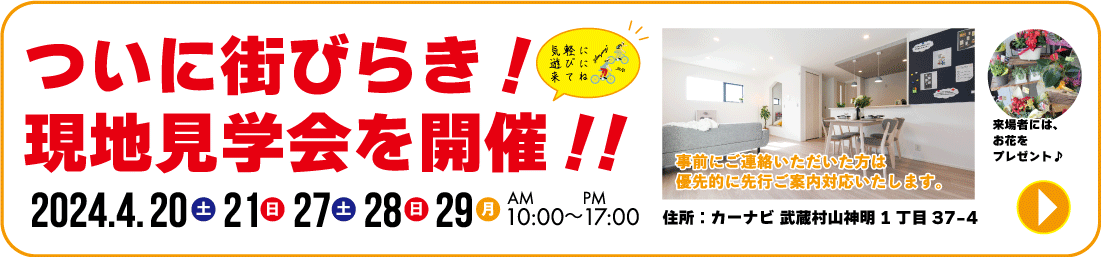 ついに街びらき！
現地見学会を開催!!
気軽に
遊びに
来てね
2024.4.20土 21日 27土 28日 29月 AM 10:00〜PM 17:00
事前にご連絡いただいた方は
優先的に先行ご案内対応いたします。
住所：カーナビ 武蔵村山神明1丁目37-4
来場者には、
お花を
プレゼント♪